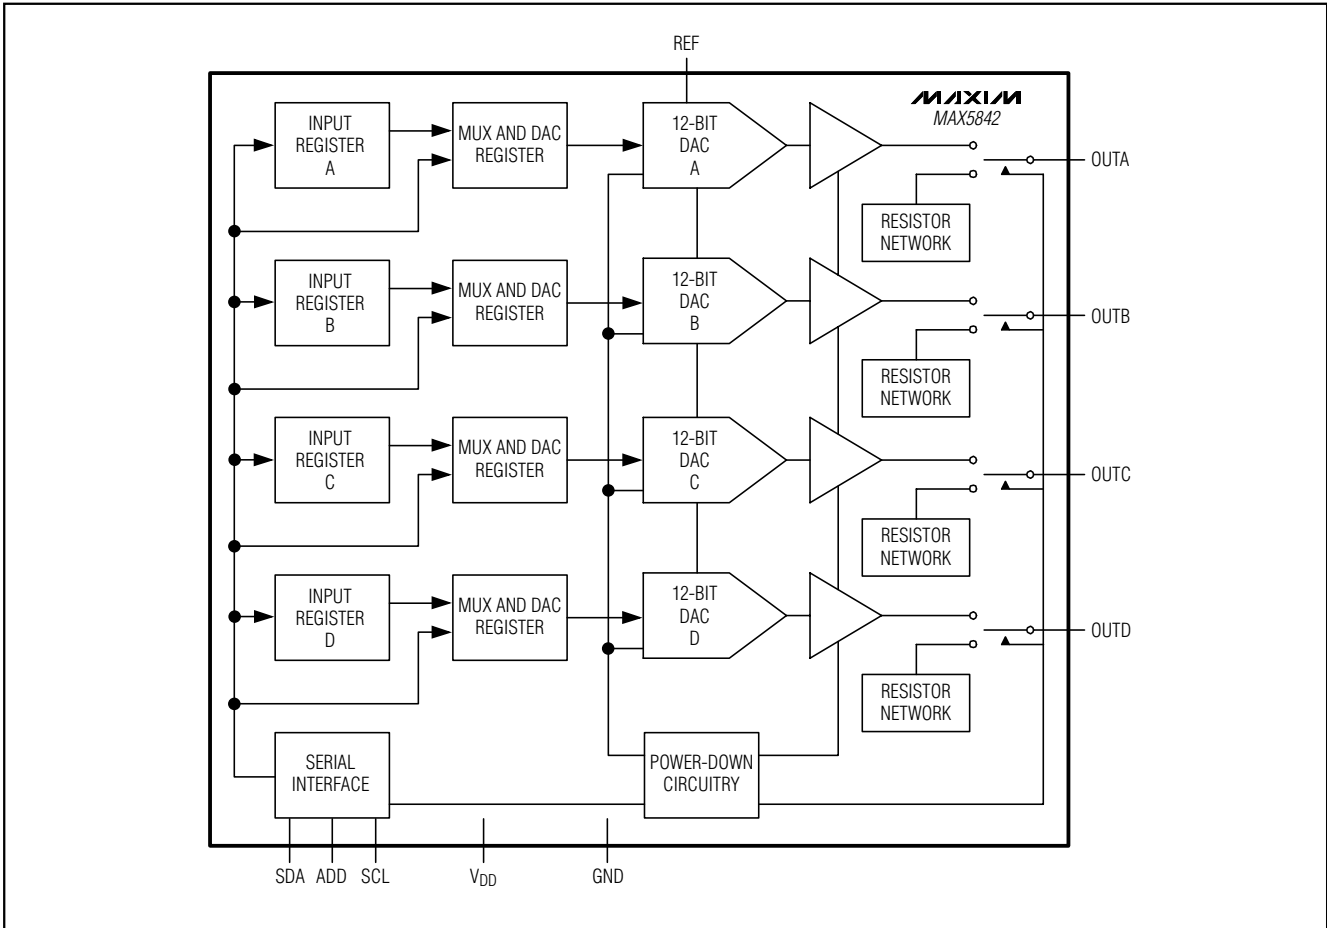 REF
MAXIM
MAX5842
INPUT
REGISTER
A
MUX AND DAC
REGISTER
12-BIT
DAC
A
OUTA
RESISTOR
NETWORK
INPUT
REGISTER
B
MUX AND DAC
REGISTER
12-BIT
DAC
B
OUTB
RESISTOR
NETWORK
INPUT
REGISTER
C
MUX AND DAC
REGISTER
12-BIT
DAC
C
OUTC
RESISTOR
NETWORK
INPUT
REGISTER
D
MUX AND DAC
REGISTER
12-BIT
DAC
D
OUTD
RESISTOR
NETWORK
SERIAL
INTERFACE
POWER-DOWN
CIRCUITRY
SDA ADD SCL VDD GND